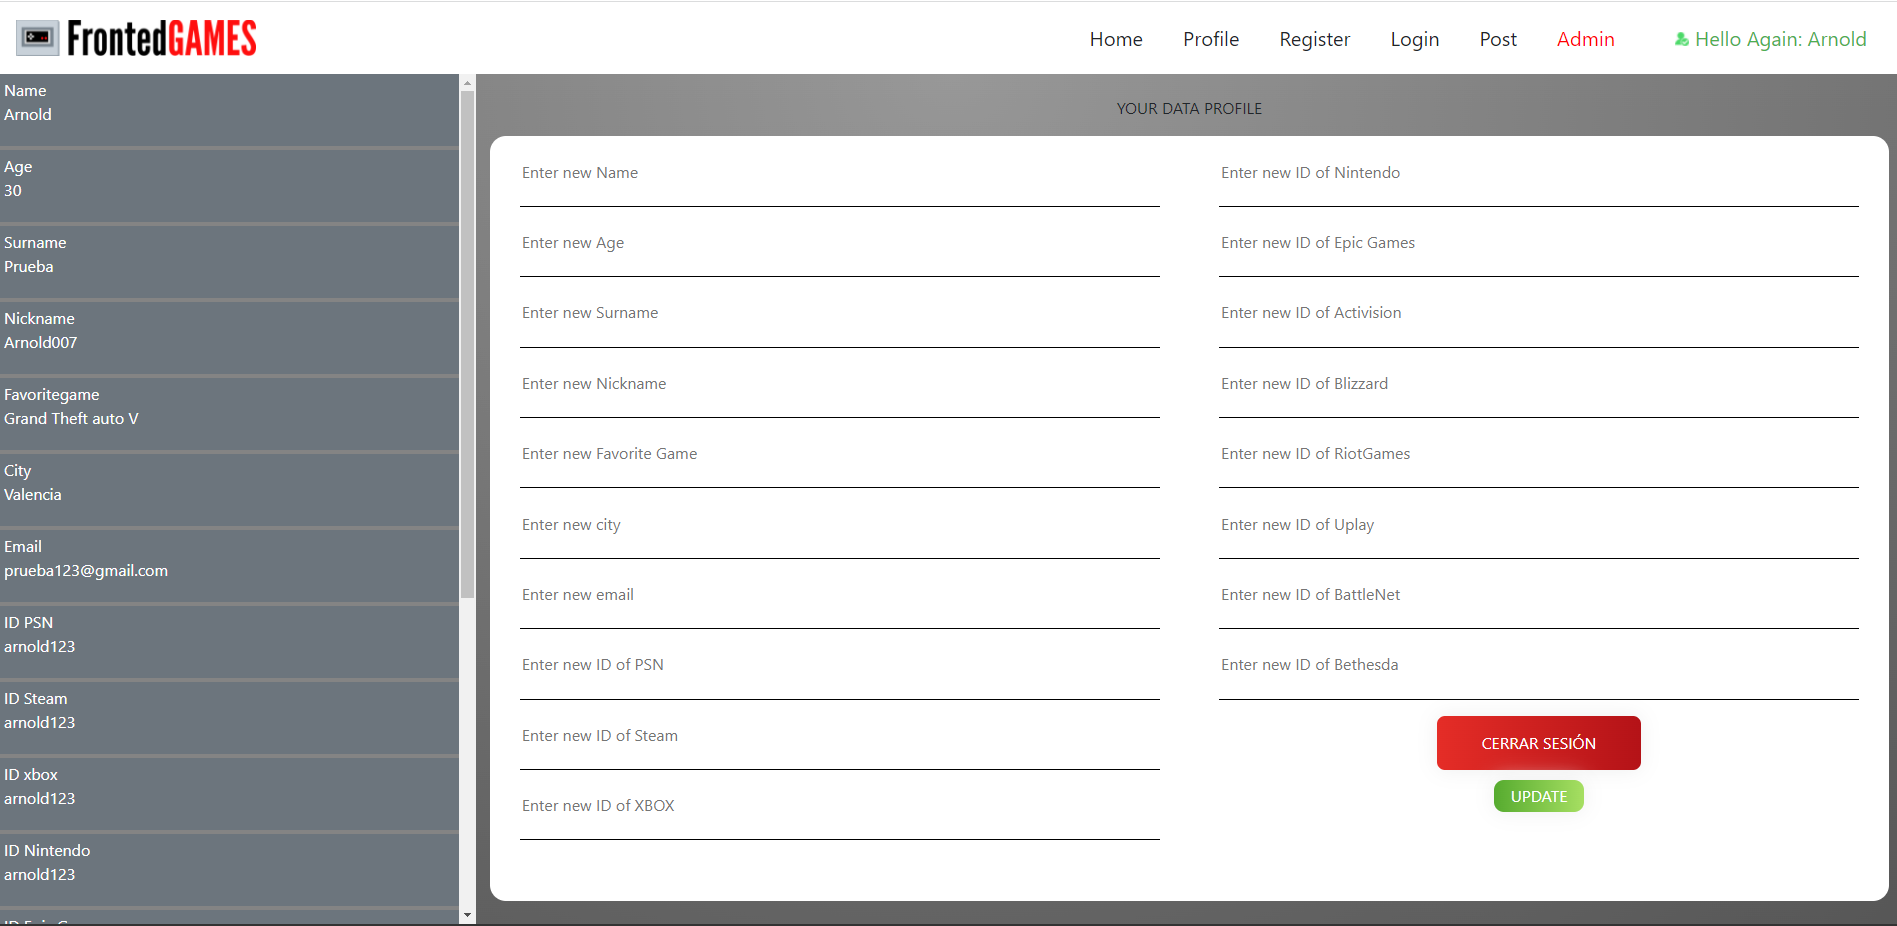 FrontedGAMES
Home Profile Register Login Post Admin Hello Again: Arnold
Name
Arnold
Age
30
Surname
Prueba
Nickname
Arnold007
Favoritegame
Grand Theft auto V
City
Valencia
Email
prueba123@gmail.com
ID PSN
arnold123
ID Steam
arnold123
ID xbox
arnold123
ID Nintendo
arnold123
YOUR DATA PROFILE
Enter new Name
Enter new Age
Enter new Surname
Enter new Nickname
Enter new Favorite Game
Enter new city
Enter new email
Enter new ID of PSN
Enter new ID of Steam
Enter new ID of XBOX
Enter new ID of Nintendo
Enter new ID of Epic Games
Enter new ID of Activision
Enter new ID of Blizzard
Enter new ID of RiotGames
Enter new ID of Uplay
Enter new ID of BattleNet
Enter new ID of Bethesda
CERRAR SESIÓN
UPDATE